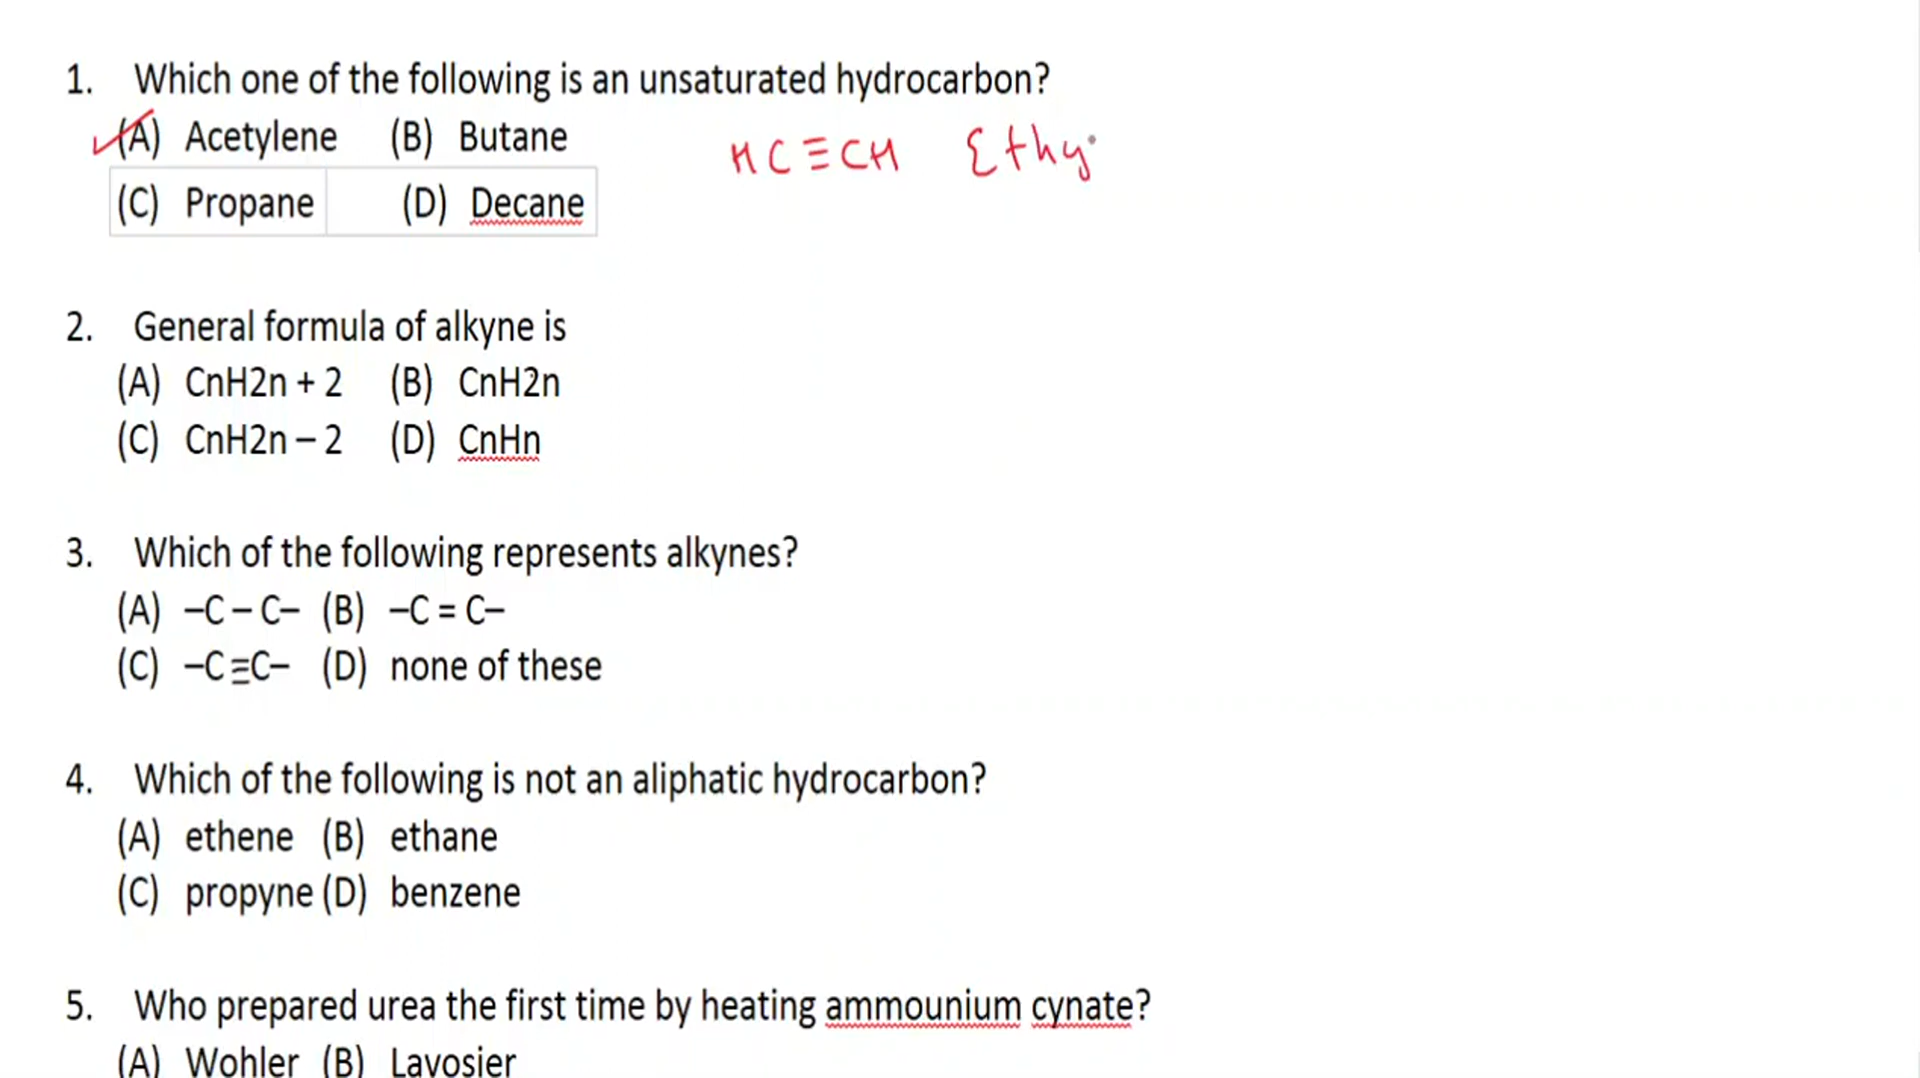 1. Which one of the following is an unsaturated hydrocarbon?
(A) Acetylene (B) Butane
HC≡CH Ethy
(C) Propane (D) Decane
2. General formula of alkyne is
(A) CnH2n + 2 (B) CnH2n
(C) CnH2n – 2 (D) CnHn
3. Which of the following represents alkynes?
(A) –C – C– (B) –C = C–
(C) –C≡C– (D) none of these
4. Which of the following is not an aliphatic hydrocarbon?
(A) ethene (B) ethane
(C) propyne (D) benzene
5. Who prepared urea the first time by heating ammounium cynate?
(A) Wohler (B) Lavosier